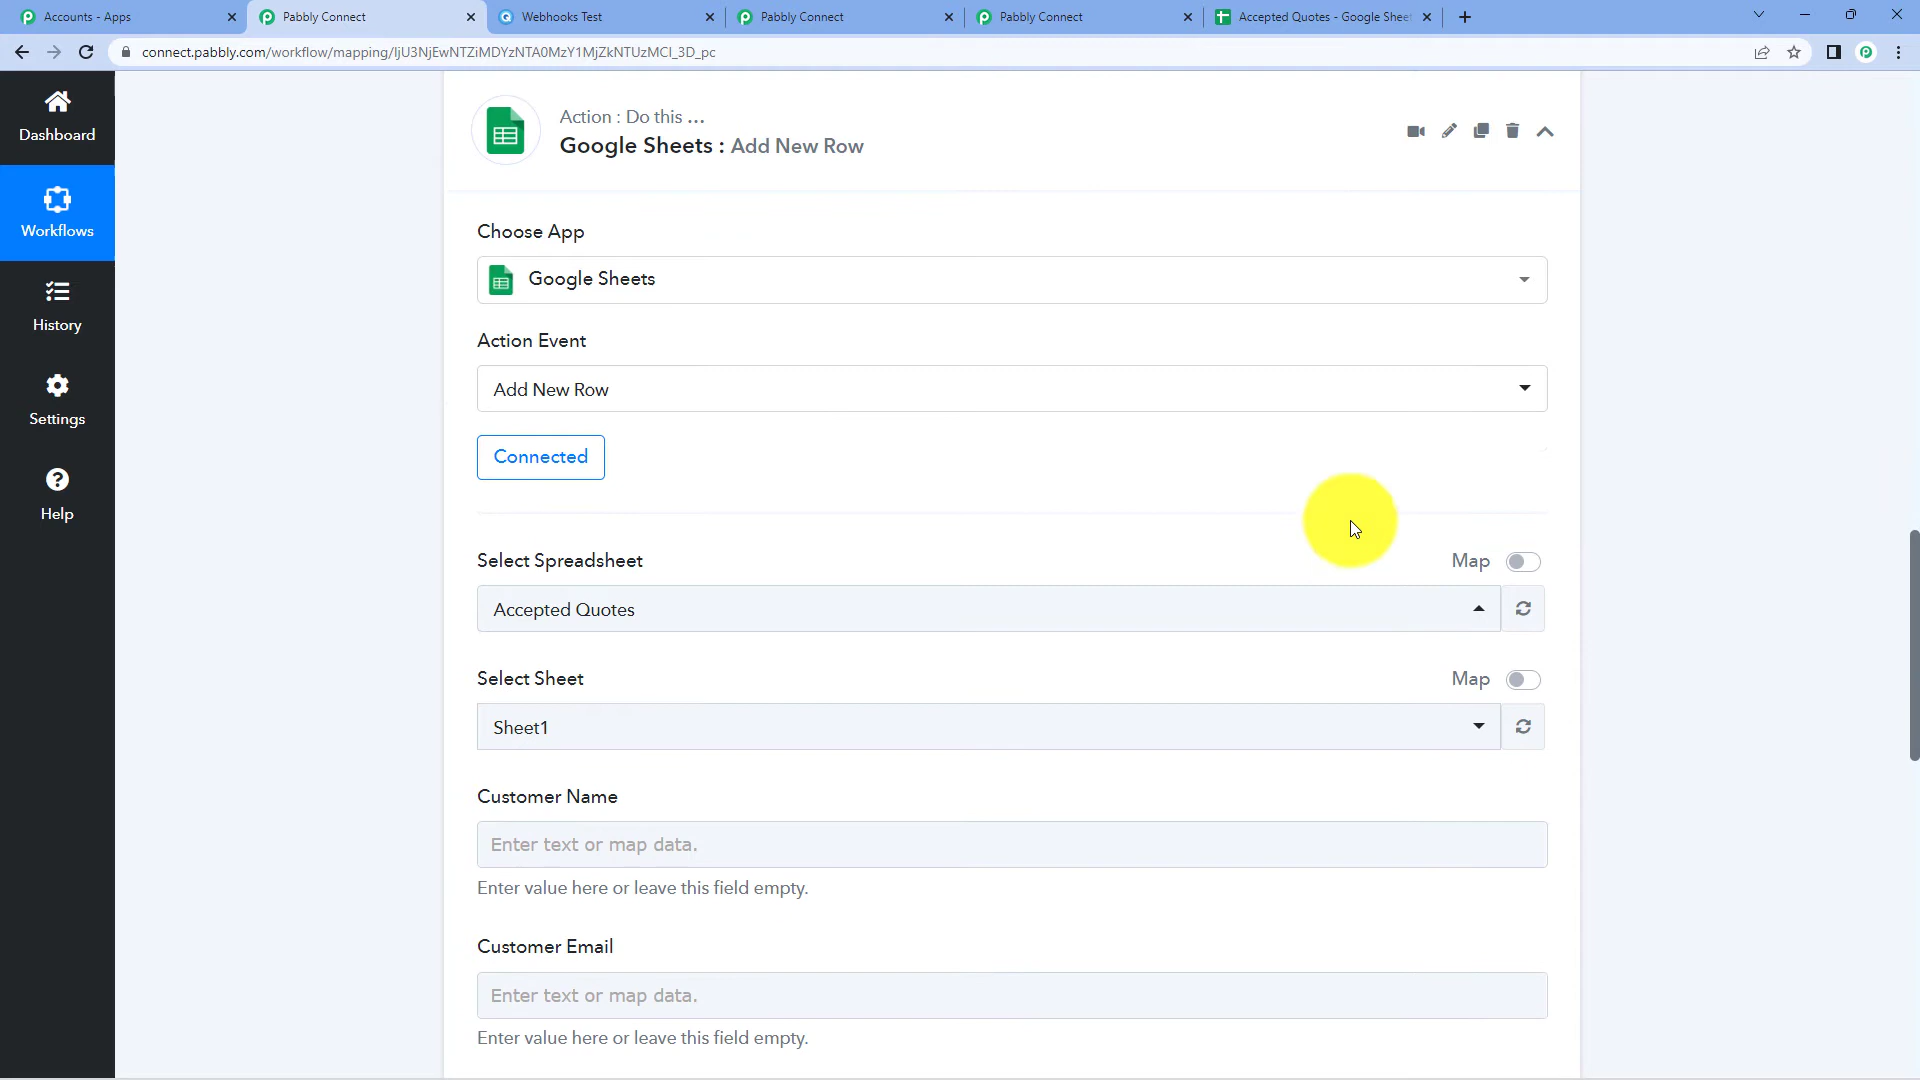 Accounts - Apps
Pabbly Connect
Webhooks Test
Pabbly Connect
Pabbly Connect
Accepted Quotes - Google Sheet
connect.pabbly.com/workflow/mapping/
Dashboard
Workflows
History
Settings
Help
Action : Do this ...
Google Sheets : Add New Row
Choose App
Google Sheets
Action Event
Add New Row
Connected
Select Spreadsheet
Map
Accepted Quotes
Select Sheet
Map
Sheet1
Customer Name
Enter text or map data.
Enter value here or leave this field empty.
Customer Email
Enter text or map data.
Enter value here or leave this field empty.